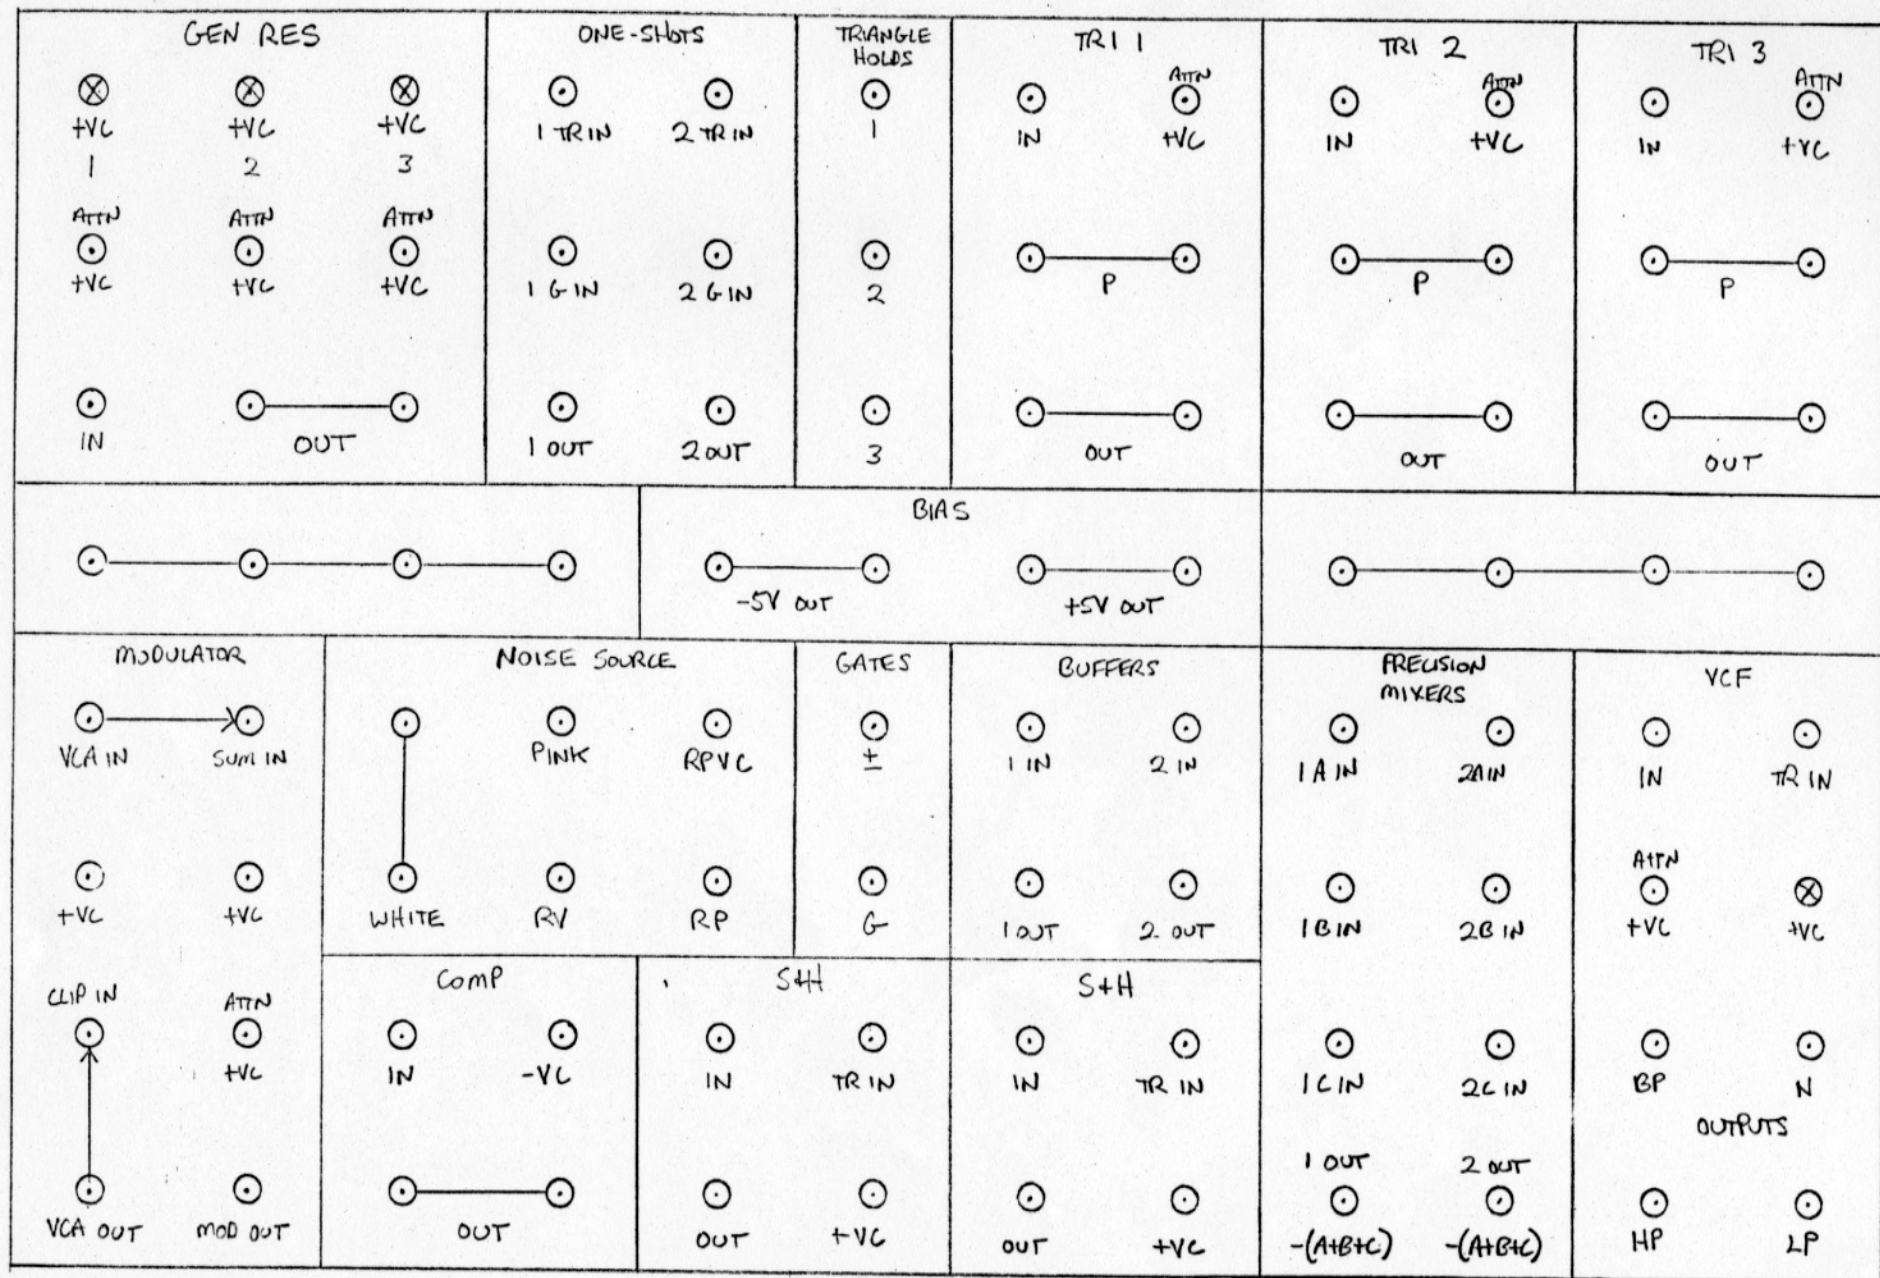 GEN RES
+VC +VC +VC
1 2 3
ATTN ATTN ATTN
+VC +VC +VC
IN OUT
ONE-SHOTS
1 TR IN 2 TR IN
1 G IN 2 G IN
1 OUT 2 OUT
TRIANGLE
HOLDS
1
2
3
TRI 1
ATTN
IN +VC
P
OUT
TRI 2
ATTN
IN +VC
P
OUT
TRI 3
ATTN
IN +VC
P
OUT
BIAS
-5V OUT +5V OUT
MODULATOR
VCA IN SUM IN
+VC +VC
CLIP IN ATTN
+VC
VCA OUT MOD OUT
NOISE SOURCE
PINK RPVC
WHITE RV RP
GATES
±
G
BUFFERS
1 IN 2 IN
1 OUT 2 OUT
COMP
IN -VC
OUT
S+H
IN TR IN
OUT +VC
S+H
IN TR IN
OUT +VC
PRECISION
MIXERS
1A IN 2A IN
1B IN 2B IN
1C IN 2C IN
1 OUT 2 OUT
-(A+B+C) -(A+B+C)
VCF
IN TR IN
ATTN
+VC +VC
BP N
OUTPUTS
HP LP